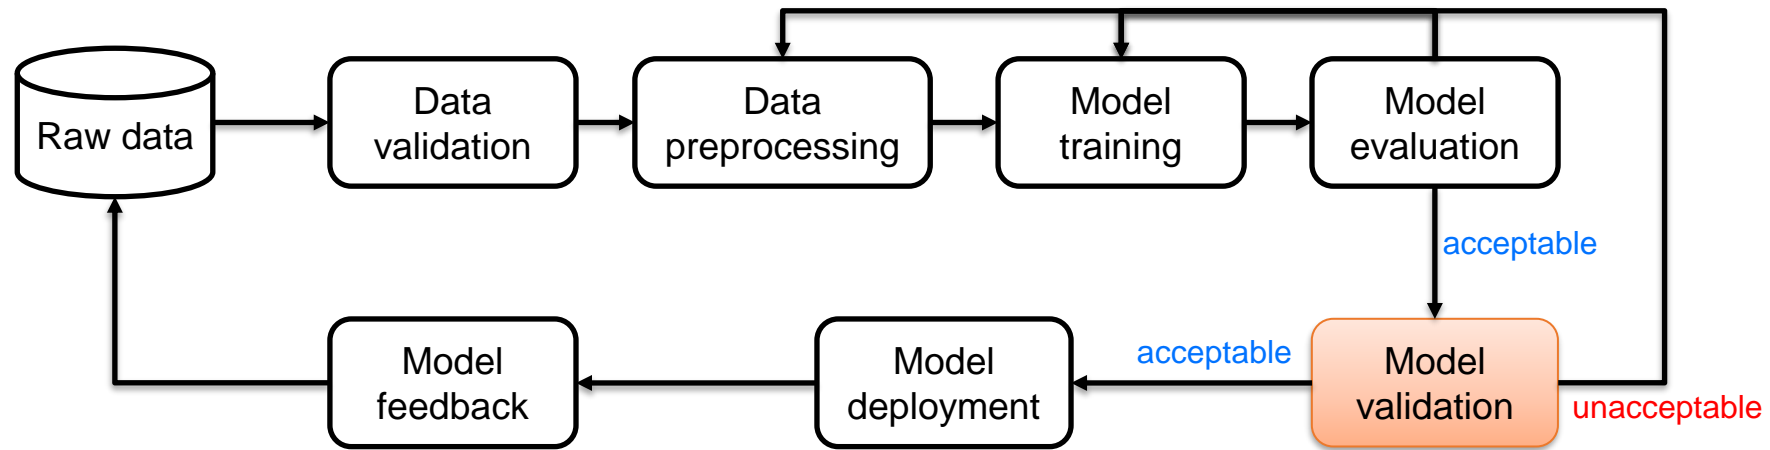 Raw data
Data
validation
Data
preprocessing
Model
training
Model
evaluation
acceptable
Model
feedback
Model
deployment
acceptable
Model
validation
unacceptable